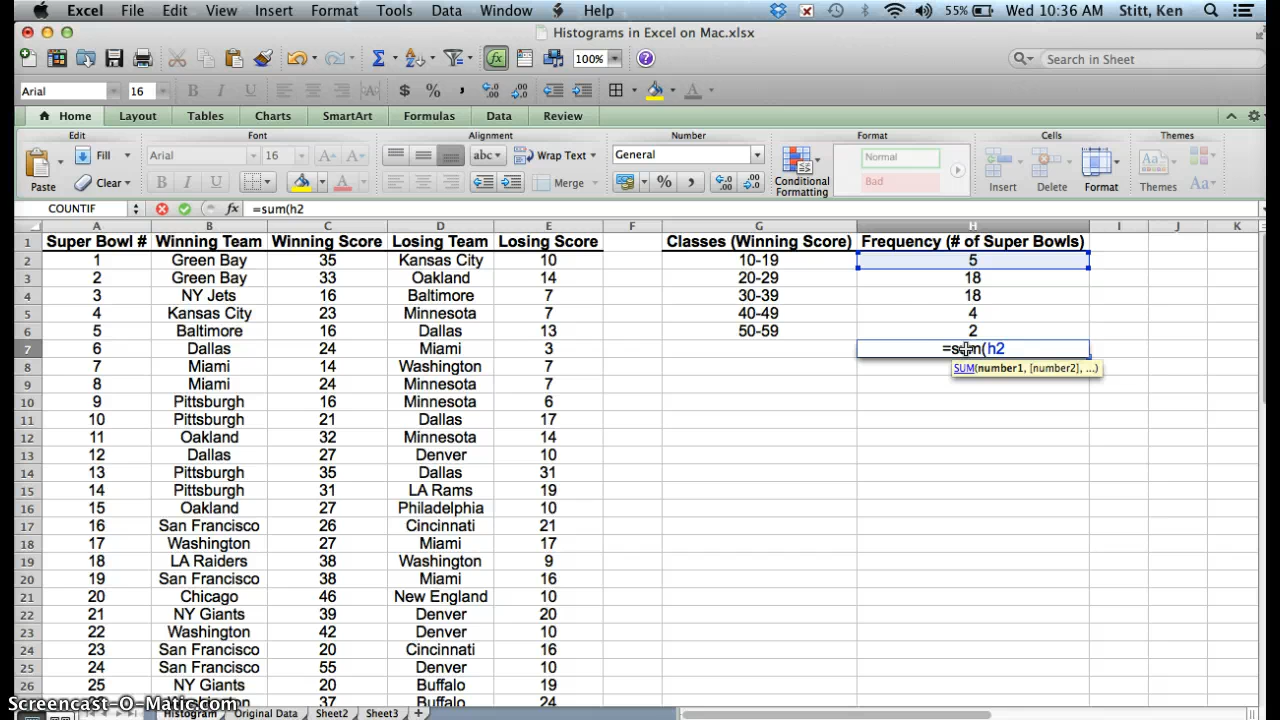 Excel File Edit View Insert Format Tools Data Window Help 55% Wed 10:36 AM Stitt, Ken
Histograms in Excel on Mac.xlsx
100% Search in Sheet
Arial 16
Home Layout Tables Charts SmartArt Formulas Data Review
Edit Font Alignment Number Format Cells Themes
Paste Fill Arial 16 abc Wrap Text General Conditional Formatting Normal Insert Delete Format Themes Aa
Clear B I U Merge Bad
COUNTIF fx =sum(h2
A B C D E F G H I J K
1 Super Bowl # Winning Team Winning Score Losing Team Losing Score Classes (Winning Score) Frequency (# of Super Bowls)
2 1 Green Bay 35 Kansas City 10 10-19 5
3 2 Green Bay 33 Oakland 14 20-29 18
4 3 NY Jets 16 Baltimore 7 30-39 18
5 4 Kansas City 23 Minnesota 7 40-49 4
6 5 Baltimore 16 Dallas 13 50-59 2
7 6 Dallas 24 Miami 3 =sum(h2
8 7 Miami 14 Washington 7 SUM(number1, [number2], ...)
9 8 Miami 24 Minnesota 7
10 9 Pittsburgh 16 Minnesota 6
11 10 Pittsburgh 21 Dallas 17
12 11 Oakland 32 Minnesota 14
13 12 Dallas 27 Denver 10
14 13 Pittsburgh 35 Dallas 31
15 14 Pittsburgh 31 LA Rams 19
16 15 Oakland 27 Philadelphia 10
17 16 San Francisco 26 Cincinnati 21
18 17 Washington 27 Miami 17
19 18 LA Raiders 38 Washington 9
20 19 San Francisco 38 Miami 16
21 20 Chicago 46 New England 10
22 21 NY Giants 39 Denver 20
23 22 Washington 42 Denver 10
24 23 San Francisco 20 Cincinnati 16
25 24 San Francisco 55 Denver 10
26 25 NY Giants 20 Buffalo 19
Washington 37 Buffalo 24
Screencast-O-Matic.com
Histogram Original Data Sheet2 Sheet3 +